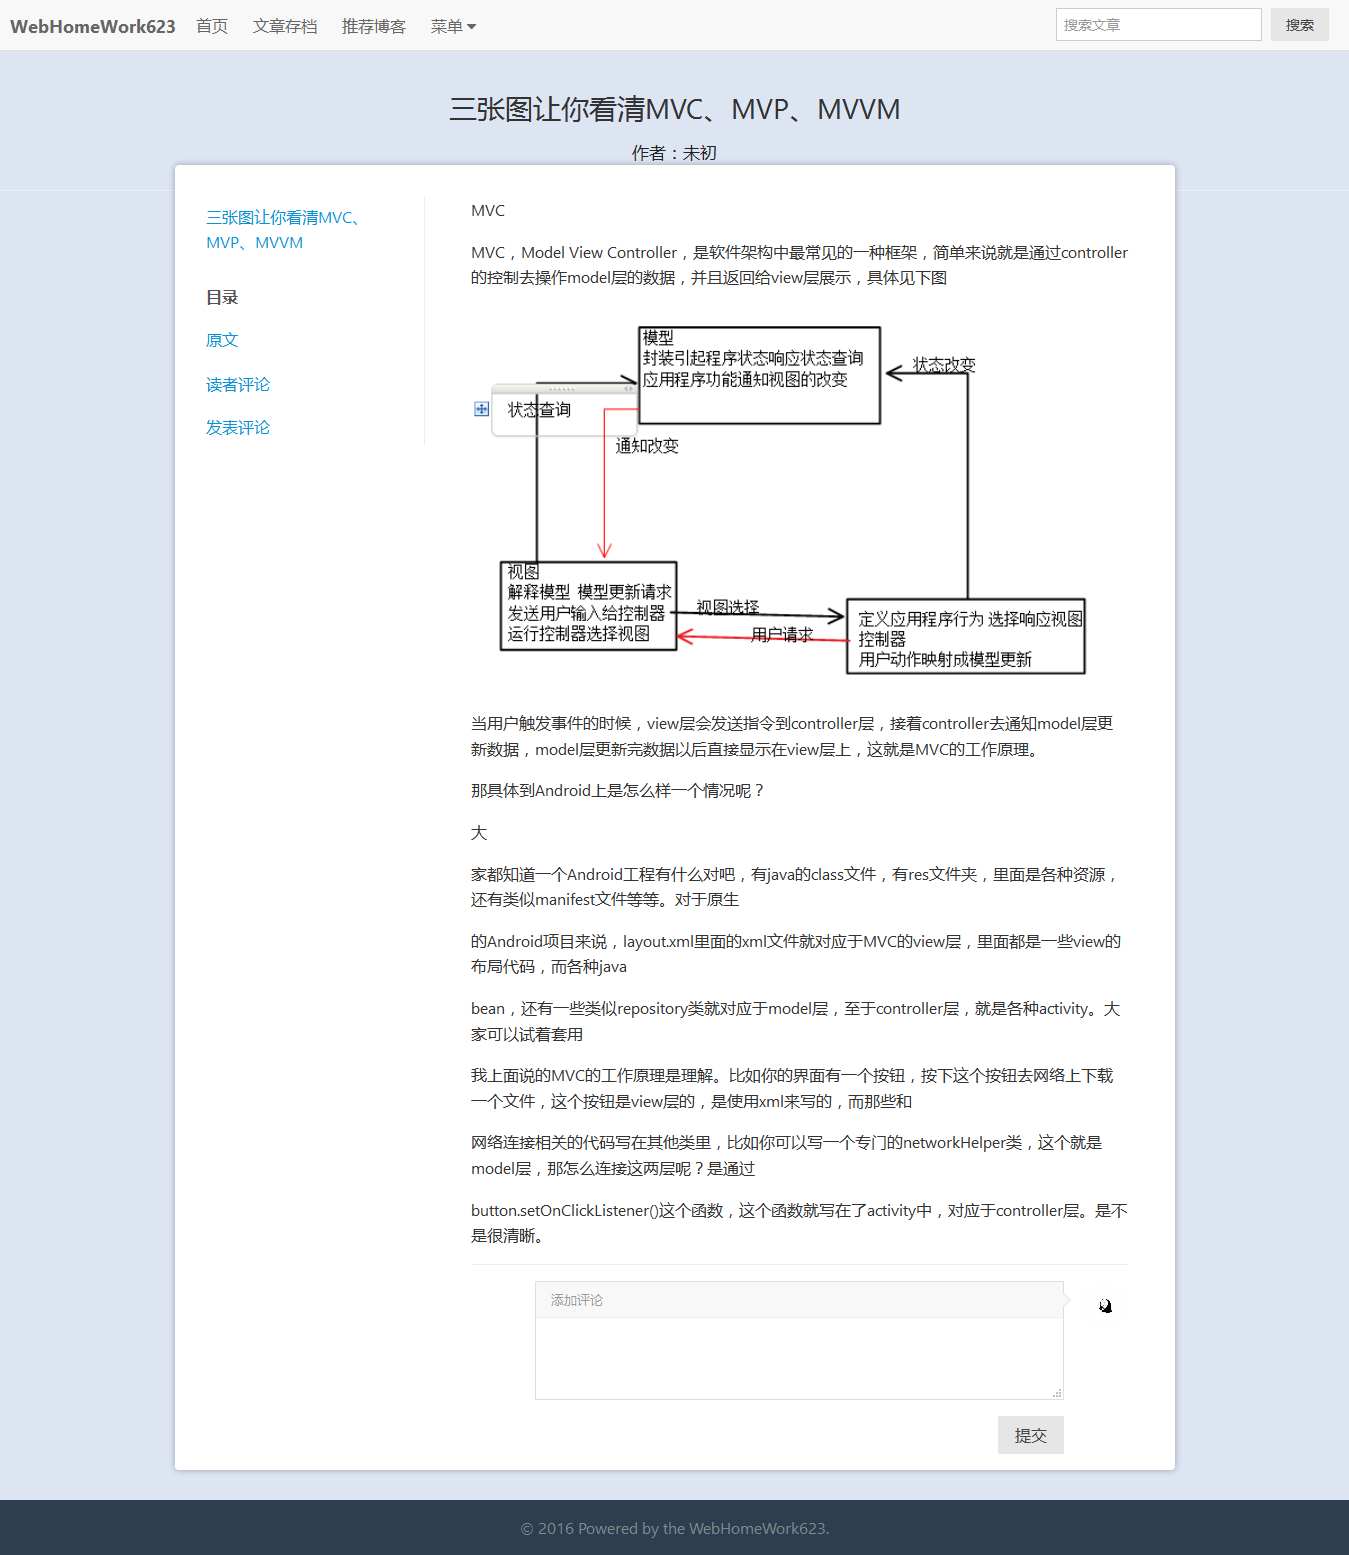 WebHomeWork623 首页 文章存档 推荐博客 菜单 搜索文章 搜索
三张图让你看清MVC、MVP、MVVM
作者：未初
三张图让你看清MVC、
MVP、MVVM
目录
原文
读者评论
发表评论
MVC
MVC，Model View Controller，是软件架构中最常见的一种框架，简单来说就是通过controller
的控制去操作model层的数据，并且返回给view层展示，具体见下图
模型
封装引起程序状态响应状态查询
应用程序功能通知视图的改变
状态改变
状态查询
通知改变
视图
解释模型 模型更新请求
发送用户输入给控制器
运行控制器选择视图
视图选择
用户请求
定义应用程序行为 选择响应视图
控制器
用户动作映射成模型更新
当用户触发事件的时候，view层会发送指令到controller层，接着controller去通知model层更
新数据，model层更新完数据以后直接显示在view层上，这就是MVC的工作原理。
那具体到Android上是怎么样一个情况呢？
大
家都知道一个Android工程有什么对吧，有java的class文件，有res文件夹，里面是各种资源，
还有类似manifest文件等等。对于原生
的Android项目来说，layout.xml里面的xml文件就对应于MVC的view层，里面都是一些view的
布局代码，而各种java
bean，还有一些类似repository类就对应于model层，至于controller层，就是各种activity。大
家可以试着套用
我上面说的MVC的工作原理是理解。比如你的界面有一个按钮，按下这个按钮去网络上下载
一个文件，这个按钮是view层的，是使用xml来写的，而那些和
网络连接相关的代码写在其他类里，比如你可以写一个专门的networkHelper类，这个就是
model层，那怎么连接这两层呢？是通过
button.setOnClickListener()这个函数，这个函数就写在了activity中，对应于controller层。是不
是很清晰。
添加评论
提交
© 2016 Powered by the WebHomeWork623.